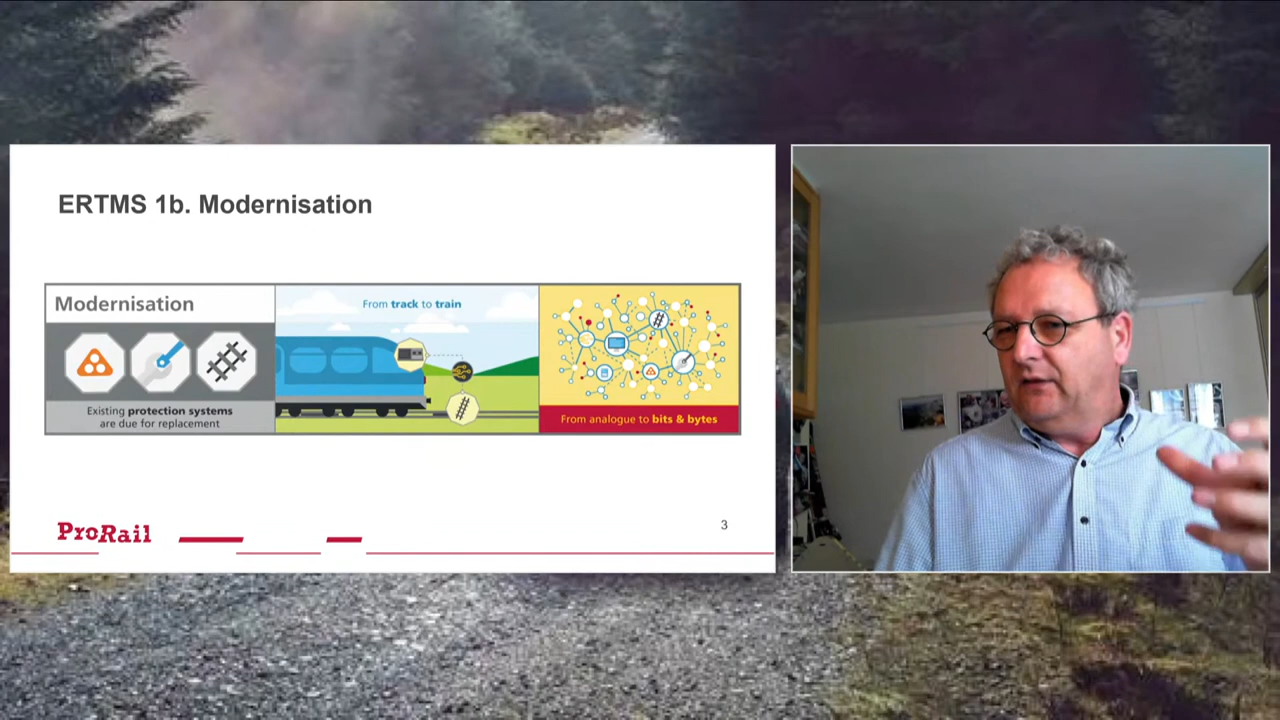 ERTMS 1b. Modernisation
Modernisation
Existing protection systems
are due for replacement
From track to train
From analogue to bits & bytes
ProRail
3